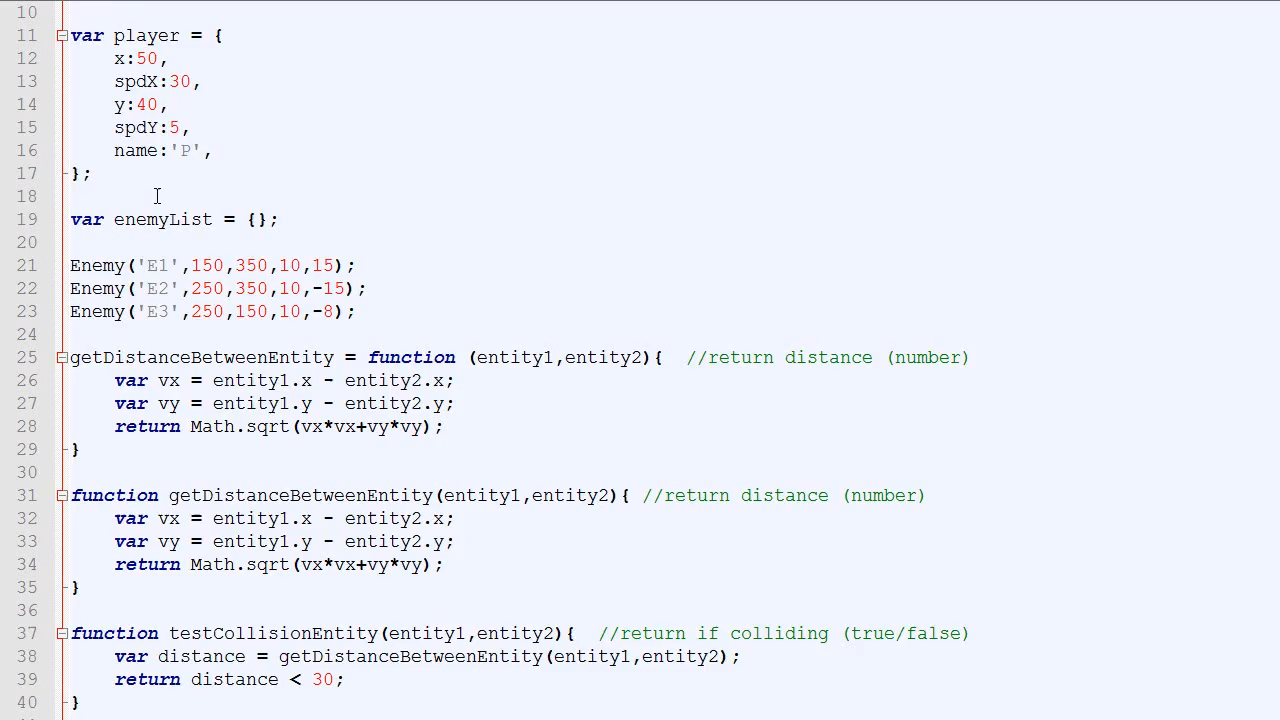 10
11 var player = {
12 x:50,
13 spdX:30,
14 y:40,
15 spdY:5,
16 name:'P',
17 };
18
19 var enemyList = {};
20
21 Enemy('E1',150,350,10,15);
22 Enemy('E2',250,350,10,-15);
23 Enemy('E3',250,150,10,-8);
24
25 getDistanceBetweenEntity = function (entity1,entity2){ //return distance (number)
26 var vx = entity1.x - entity2.x;
27 var vy = entity1.y - entity2.y;
28 return Math.sqrt(vx*vx+vy*vy);
29 }
30
31 function getDistanceBetweenEntity(entity1,entity2){ //return distance (number)
32 var vx = entity1.x - entity2.x;
33 var vy = entity1.y - entity2.y;
34 return Math.sqrt(vx*vx+vy*vy);
35 }
36
37 function testCollisionEntity(entity1,entity2){ //return if colliding (true/false)
38 var distance = getDistanceBetweenEntity(entity1,entity2);
39 return distance < 30;
40 }